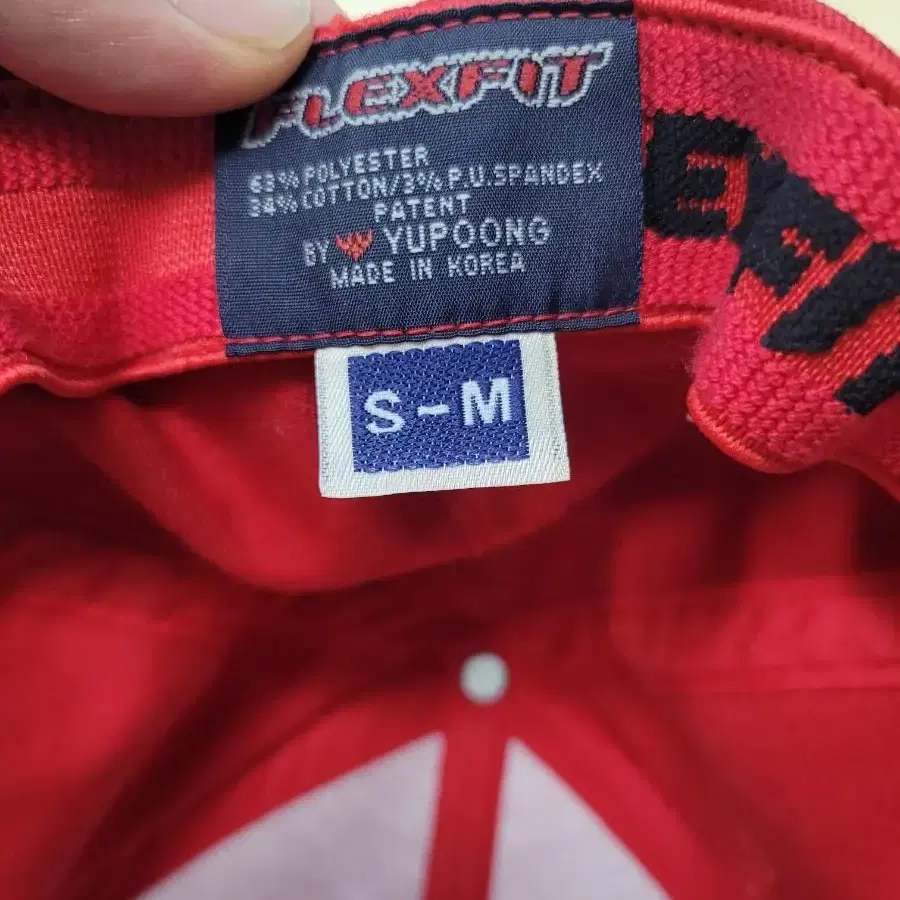 FLEXFIT
63% POLYESTER
34% COTTON/3% P.U.SPANDEX
PATENT
BY YUPOONG
MADE IN KOREA
S-M